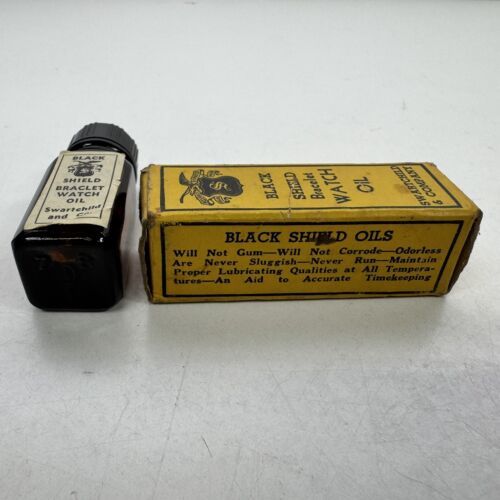 BLACK
SHIELD
BRACLET
WATCH
OIL
Swartchild
and Co.
BLACK
SHIELD
Bracelet
WATCH
OIL
SWARTCHILD
& COMPANY
BLACK SHIELD OILS
Will Not Gum—Will Not Corrode—Odorless
Are Never Sluggish—Never Run—Maintain
Proper Lubricating Qualities at All Tempera-
tures—An Aid to Accurate Timekeeping